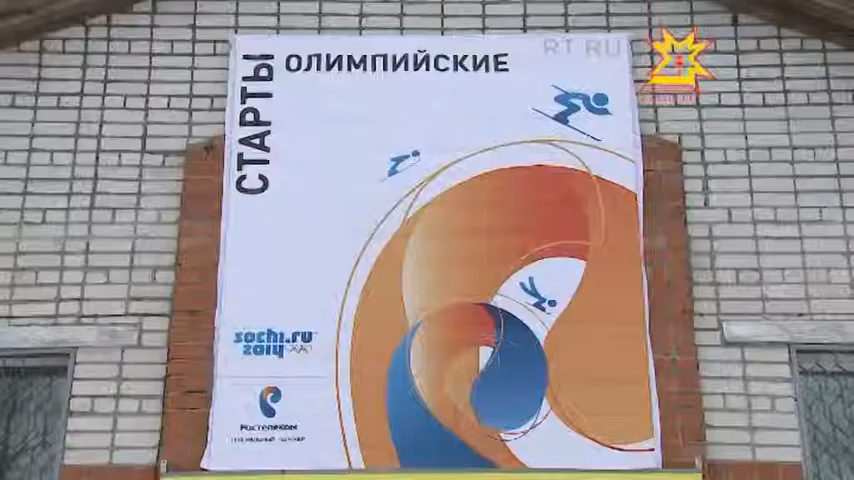 СТАРТЫ
ОЛИМПИЙСКИЕ
RT RU
sochi.ru
2014
Ростелеком